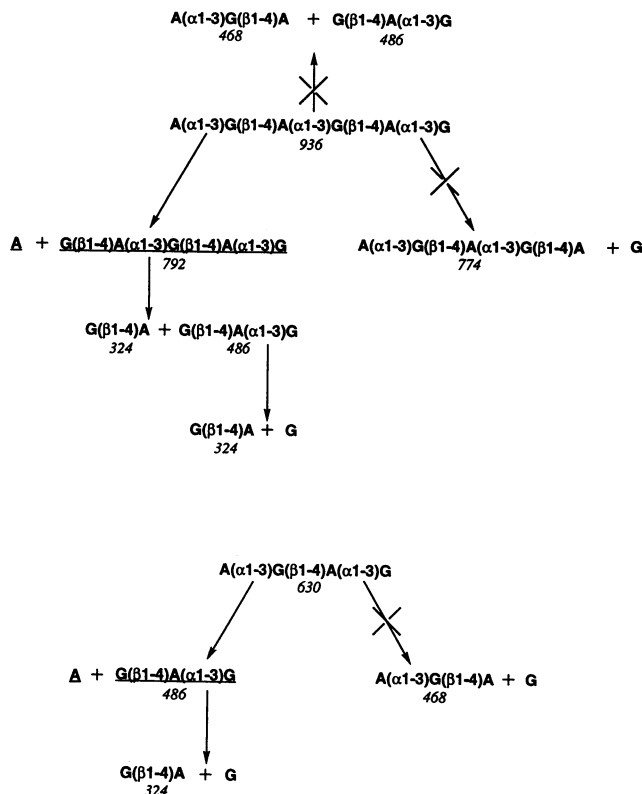 A(α1-3)G(β1-4)A + G(β1-4)A(α1-3)G
468 486
A(α1-3)G(β1-4)A(α1-3)G(β1-4)A(α1-3)G
936
A + G(β1-4)A(α1-3)G(β1-4)A(α1-3)G A(α1-3)G(β1-4)A(α1-3)G(β1-4)A + G
792 774
G(β1-4)A + G(β1-4)A(α1-3)G
324 486
G(β1-4)A + G
324
A(α1-3)G(β1-4)A(α1-3)G
630
A + G(β1-4)A(α1-3)G A(α1-3)G(β1-4)A + G
486 468
G(β1-4)A + G
324